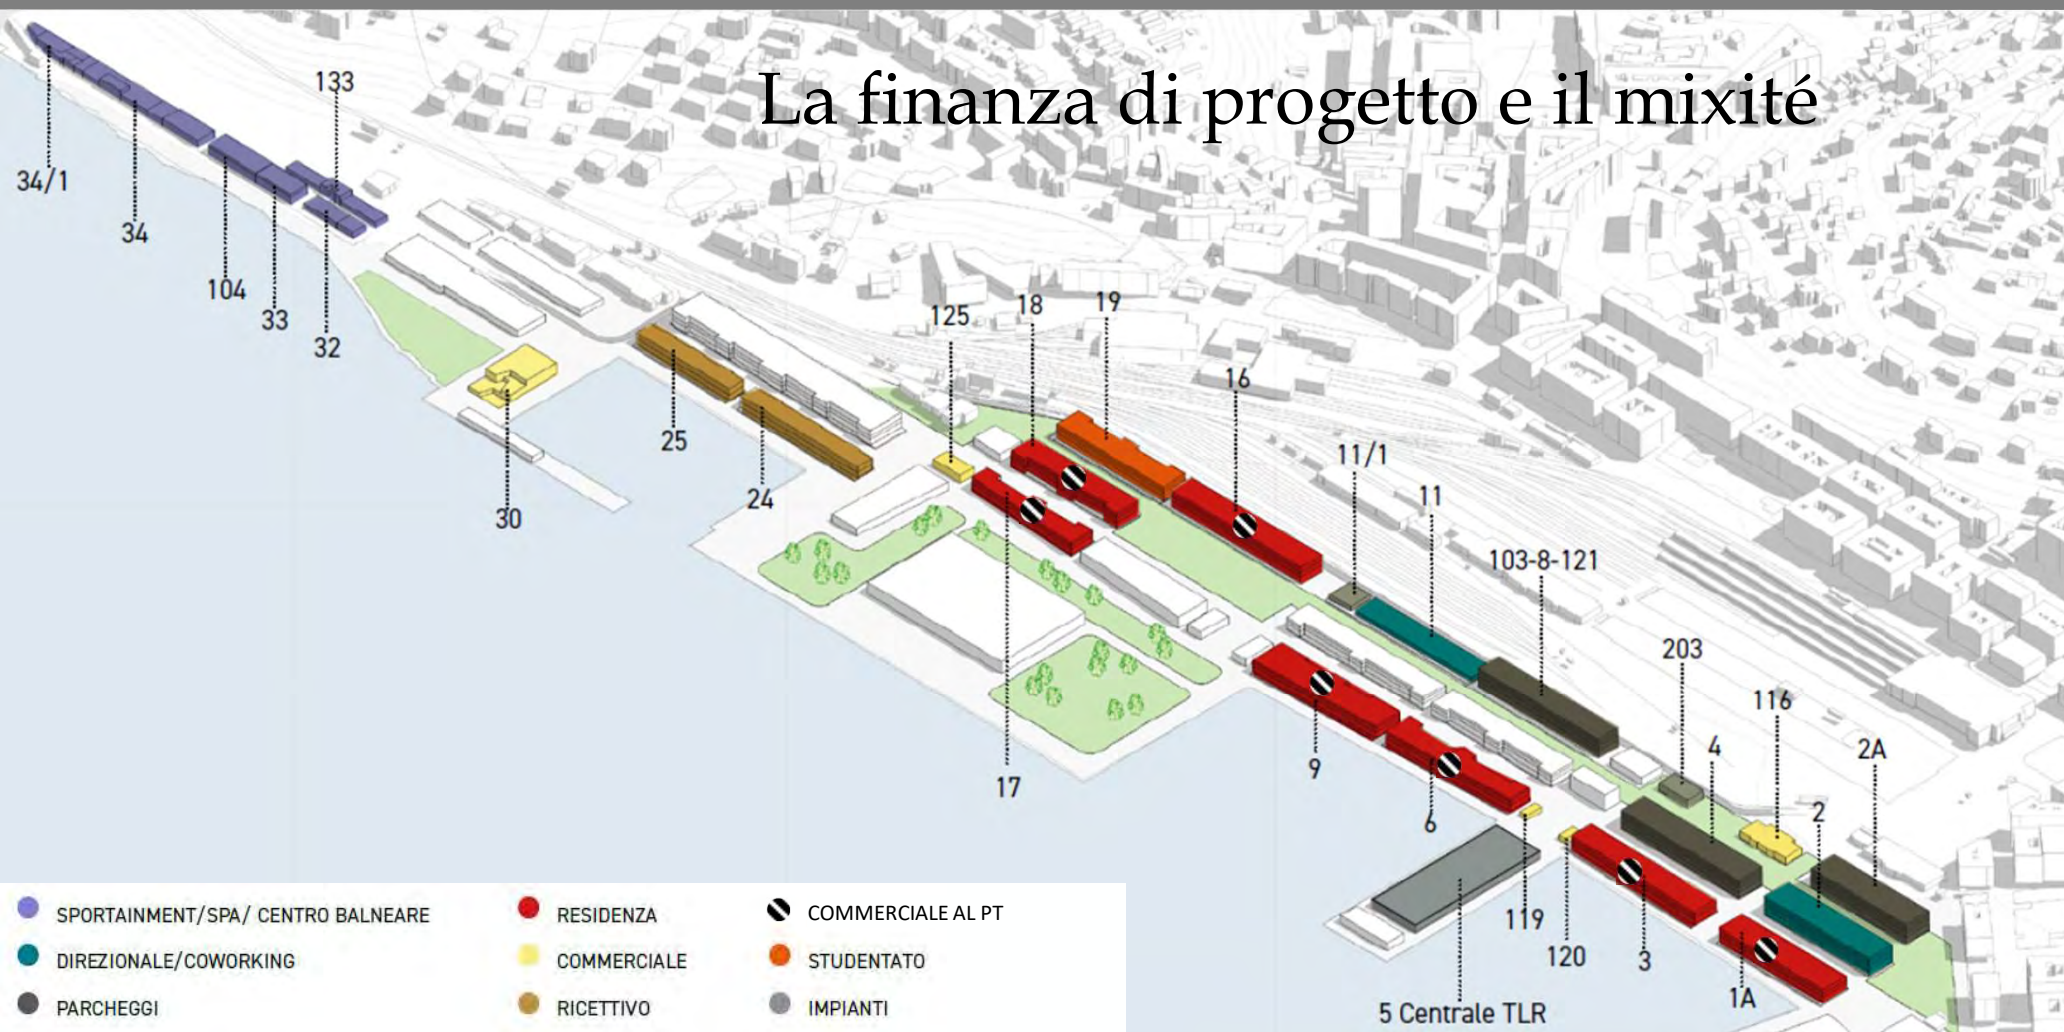 La finanza di progetto e il mixité
133
34/1
34
104
33
32
125
18
19
16
25
24
30
11/1
11
103-8-121
203
116
4
2A
2
17
9
6
119
120
3
1A
5 Centrale TLR
SPORTAINMENT/SPA/ CENTRO BALNEARE
DIREZIONALE/COWORKING
PARCHEGGI
RESIDENZA
COMMERCIALE
RICETTIVO
COMMERCIALE AL PT
STUDENTATO
IMPIANTI